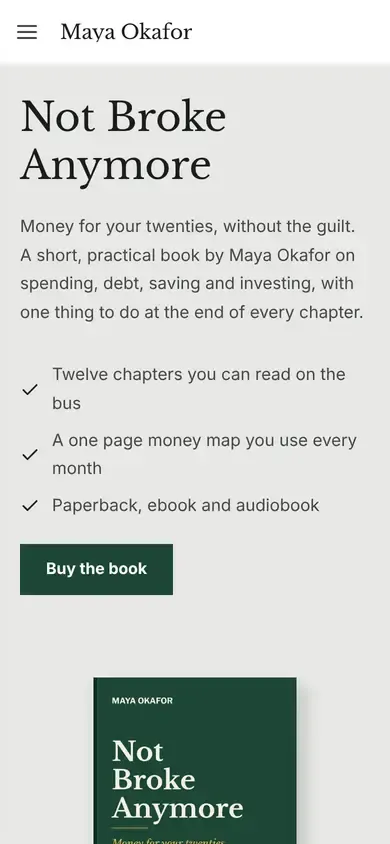 Maya Okafor
Not Broke
Anymore
Money for your twenties, without the guilt.
A short, practical book by Maya Okafor on
spending, debt, saving and investing, with
one thing to do at the end of every chapter.
Twelve chapters you can read on the
bus
A one page money map you use every
month
Paperback, ebook and audiobook
Buy the book
MAYA OKAFOR
Not
Broke
Anymore
Money for your twenties